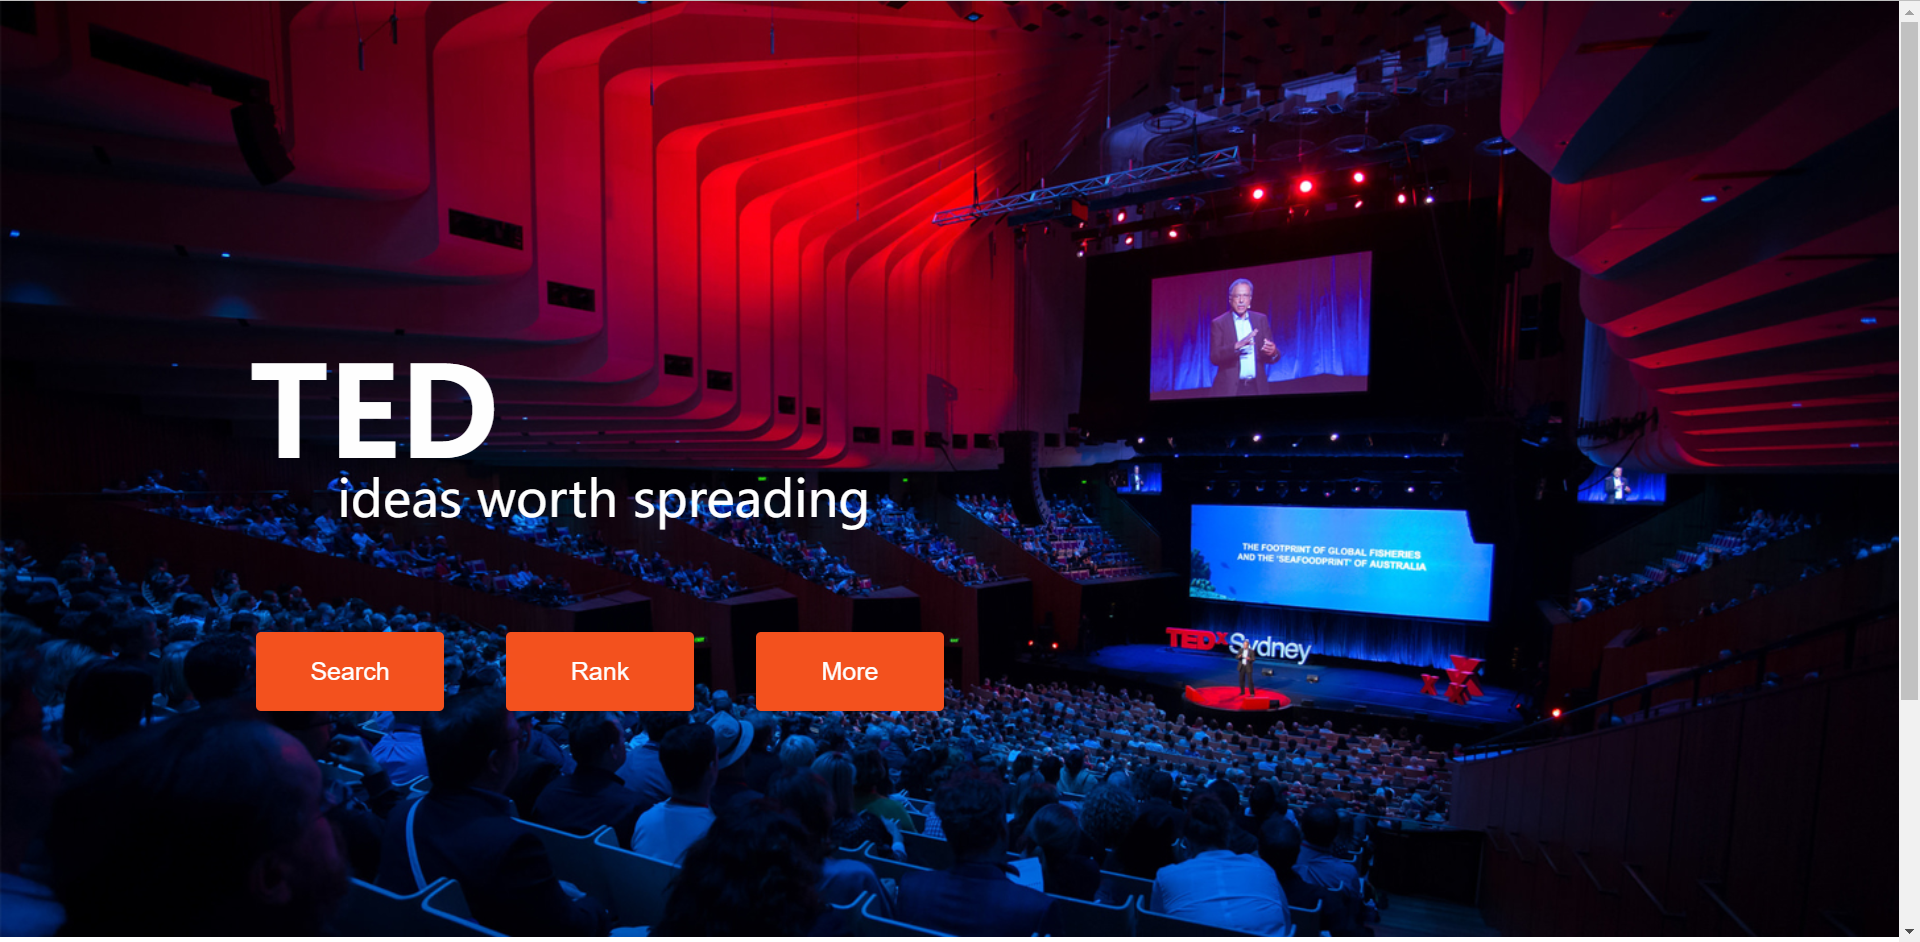 TED
ideas worth spreading
Search
Rank
More
THE FOOTPRINT OF GLOBAL FISHERIES
AND THE 'SEAFOODPRINT' OF AUSTRALIA
TEDx Sydney